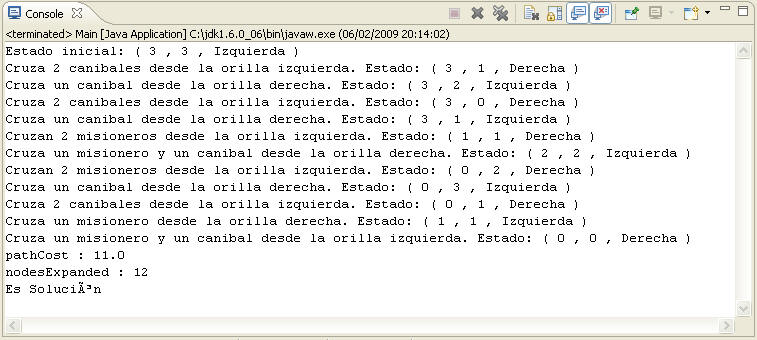 Console
<terminated> Main [Java Application] C:\jdk1.6.0_06\bin\javaw.exe (06/02/2009 20:14:02)
Estado inicial: ( 3 , 3 , Izquierda )
Cruza 2 canibales desde la orilla izquierda. Estado: ( 3 , 1 , Derecha )
Cruza un canibal desde la orilla derecha. Estado: ( 3 , 2 , Izquierda )
Cruza 2 canibales desde la orilla izquierda. Estado: ( 3 , 0 , Derecha )
Cruza un canibal desde la orilla derecha. Estado: ( 3 , 1 , Izquierda )
Cruzan 2 misioneros desde la orilla izquierda. Estado: ( 1 , 1 , Derecha )
Cruza un misionero y un canibal desde la orilla derecha. Estado: ( 2 , 2 , Izquierda )
Cruzan 2 misioneros desde la orilla izquierda. Estado: ( 0 , 2 , Derecha )
Cruza un canibal desde la orilla derecha. Estado: ( 0 , 3 , Izquierda )
Cruza 2 canibales desde la orilla izquierda. Estado: ( 0 , 1 , Derecha )
Cruza un misionero desde la orilla derecha. Estado: ( 1 , 1 , Izquierda )
Cruza un misionero y un canibal desde la orilla izquierda. Estado: ( 0 , 0 , Derecha )
pathCost : 11.0
nodesExpanded : 12
Es SoluciÃ³n